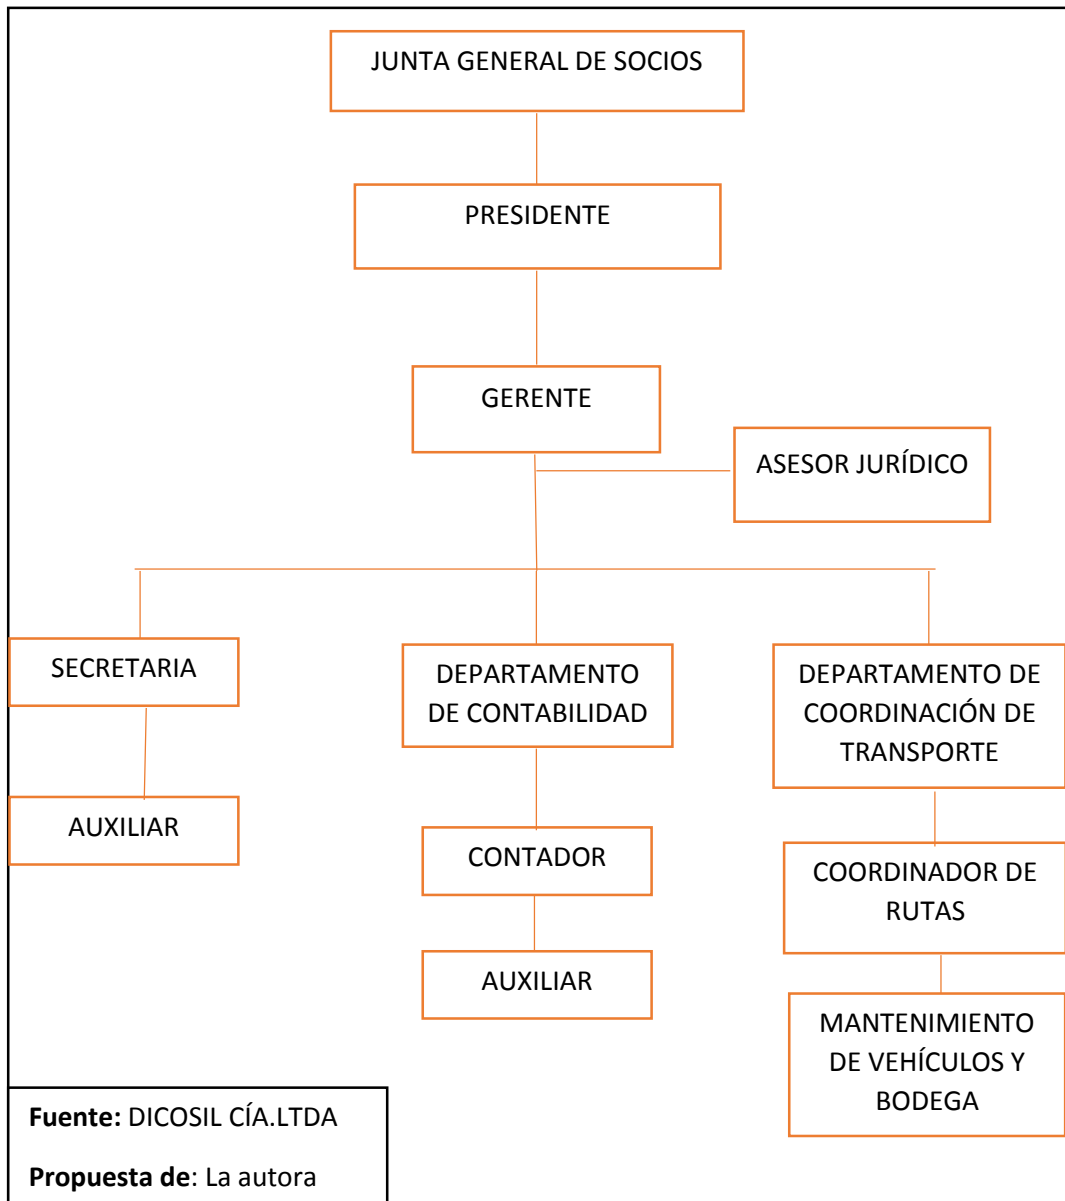 JUNTA GENERAL DE SOCIOS
PRESIDENTE
GERENTE
ASESOR JURÍDICO
SECRETARIA
AUXILIAR
DEPARTAMENTO
DE CONTABILIDAD
CONTADOR
AUXILIAR
DEPARTAMENTO DE
COORDINACIÓN DE
TRANSPORTE
COORDINADOR DE
RUTAS
MANTENIMIENTO
DE VEHÍCULOS Y
BODEGA
Fuente: DICOSIL CÍA.LTDA
Propuesta de: La autora